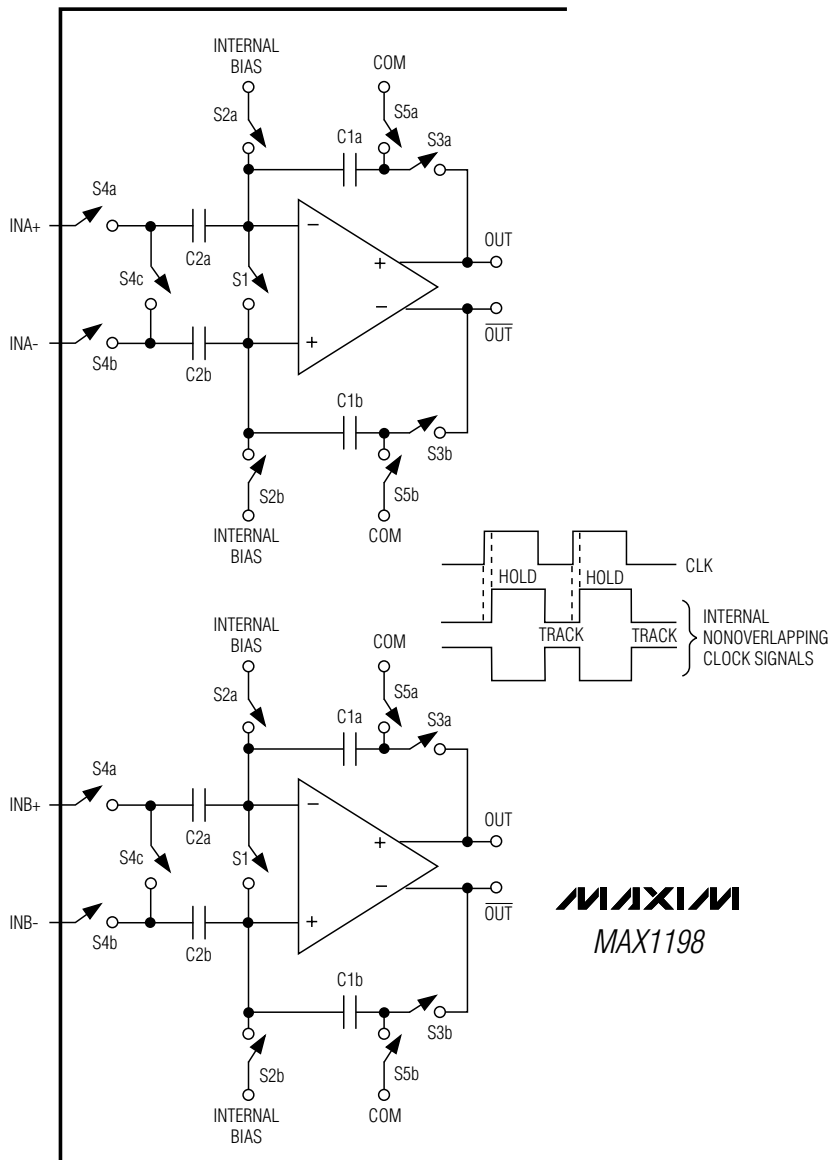 INTERNAL
BIAS
COM
S2a
S5a
C1a
S3a
S4a
INA+
C2a
S4c
S1
−
+
+
−
OUT
OUT
INA-
S4b
C2b
C1b
S3b
S2b
S5b
INTERNAL
BIAS
COM
CLK
HOLD
HOLD
TRACK
TRACK
INTERNAL
NONOVERLAPPING
CLOCK SIGNALS
INTERNAL
BIAS
COM
S2a
S5a
C1a
S3a
S4a
INB+
C2a
S4c
S1
−
+
+
−
OUT
OUT
INB-
S4b
C2b
C1b
S3b
S2b
S5b
INTERNAL
BIAS
COM
MAXIM
MAX1198